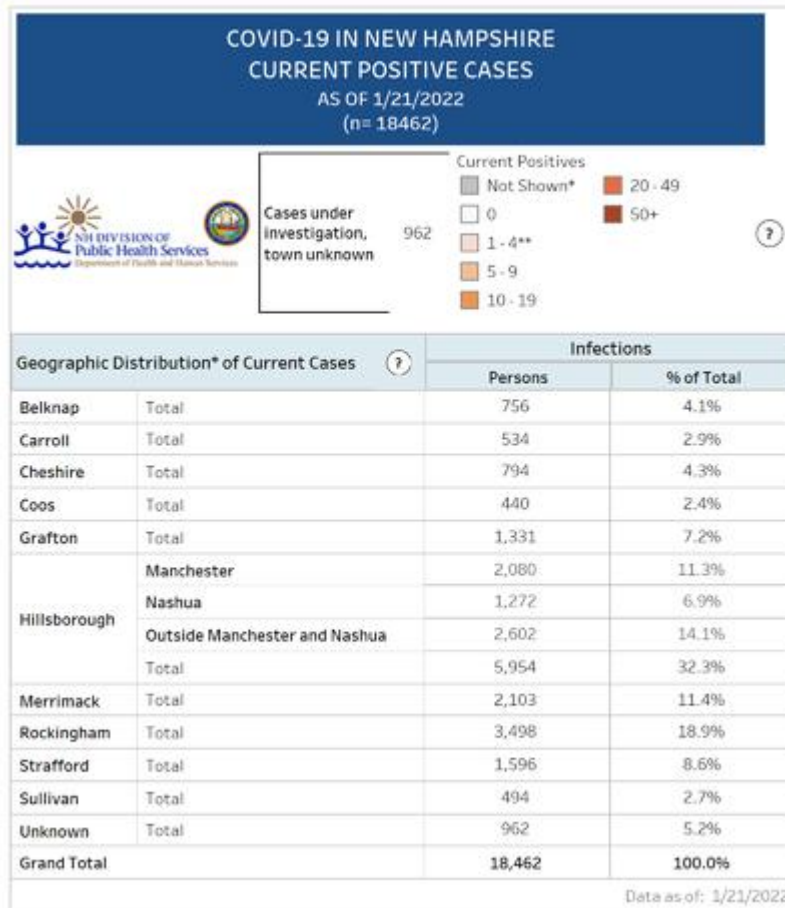 COVID-19 IN NEW HAMPSHIRE
CURRENT POSITIVE CASES
AS OF 1/21/2022
(n= 18462)
NH DIVISION OF
Public Health Services
Department of Health and Human Services
Cases under
investigation,
town unknown
962
Current Positives
Not Shown*
0
1 - 4**
5 - 9
10 - 19
20 - 49
50+
?
Geographic Distribution* of Current Cases ?
Infections
Persons % of Total
Belknap Total 756 4.1%
Carroll Total 534 2.9%
Cheshire Total 794 4.3%
Coos Total 440 2.4%
Grafton Total 1,331 7.2%
Hillsborough
Manchester 2,080 11.3%
Nashua 1,272 6.9%
Outside Manchester and Nashua 2,602 14.1%
Total 5,954 32.3%
Merrimack Total 2,103 11.4%
Rockingham Total 3,498 18.9%
Strafford Total 1,596 8.6%
Sullivan Total 494 2.7%
Unknown Total 962 5.2%
Grand Total 18,462 100.0%
Data as of: 1/21/2022